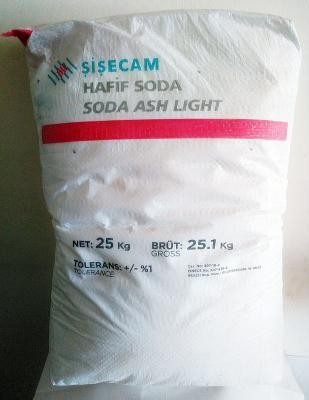 ŞİŞECAM
HAFİF SODA
SODA ASH LIGHT
NET: 25 Kg BRÜT: 25.1 Kg
GROSS
TOLERANS: +/- %1
TOLERANCE